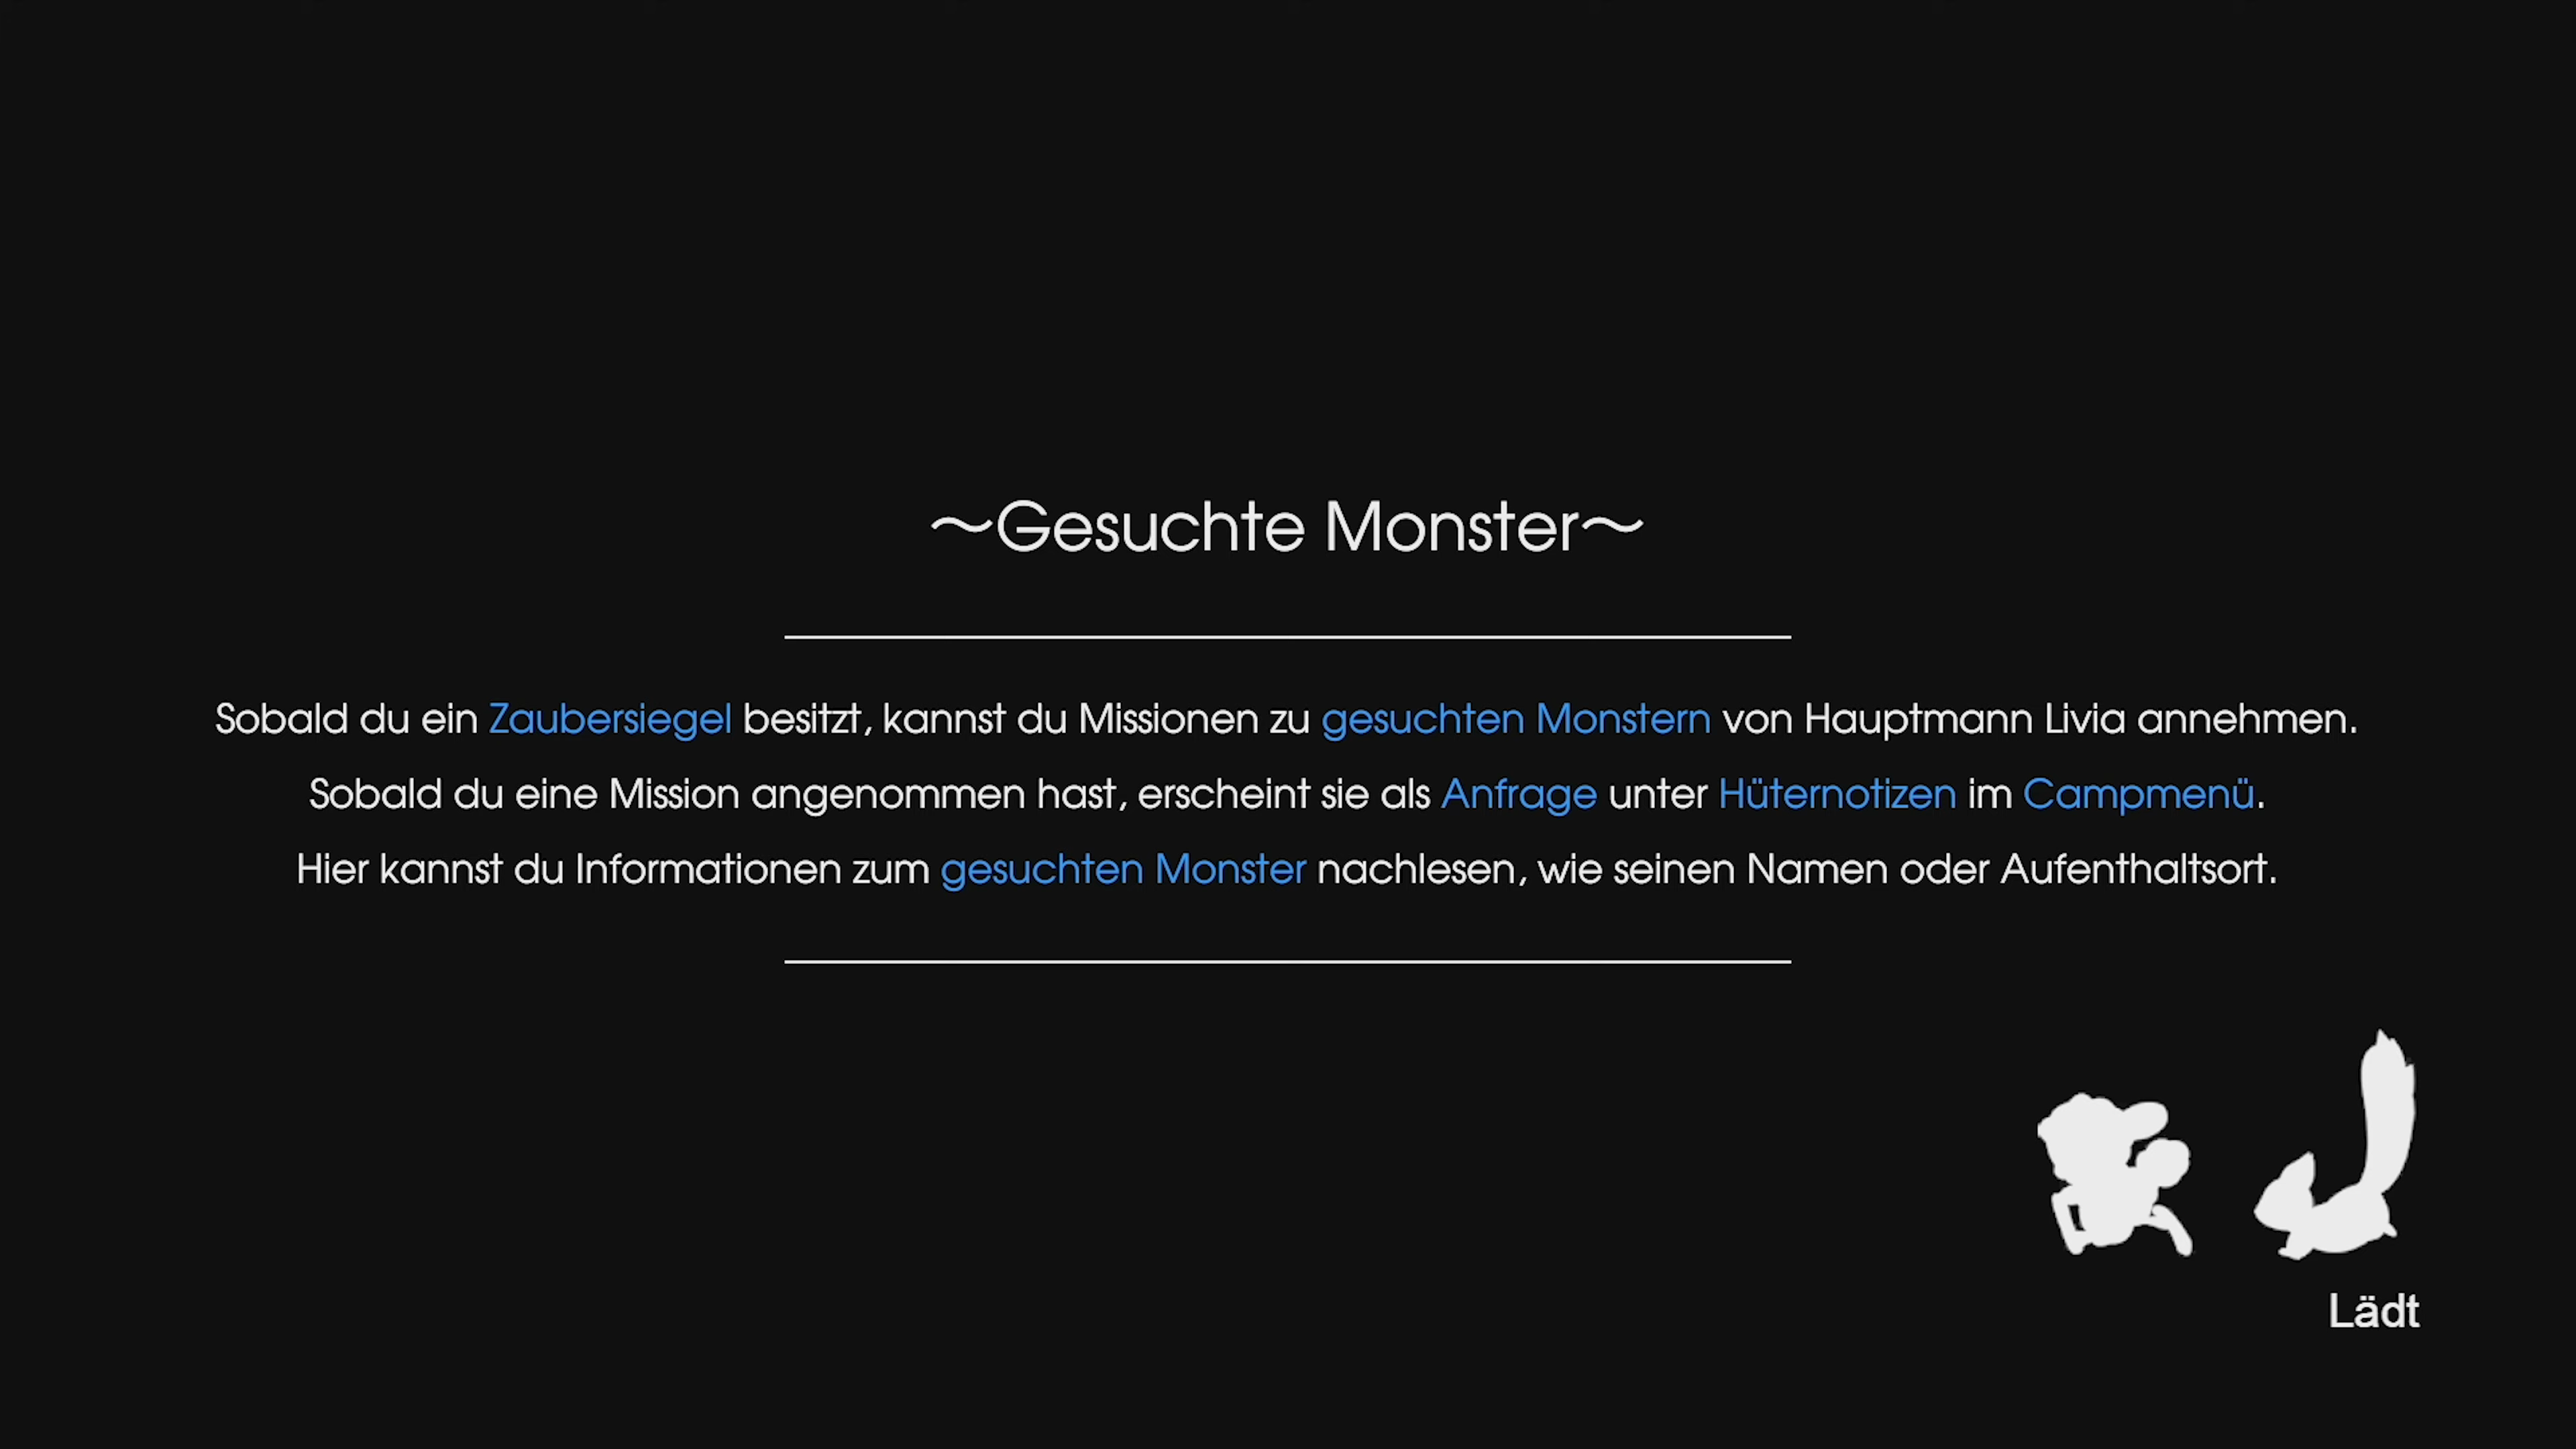 ～Gesuchte Monster～
Sobald du ein Zaubersiegel besitzt, kannst du Missionen zu gesuchten Monstern von Hauptmann Livia annehmen.
Sobald du eine Mission angenommen hast, erscheint sie als Anfrage unter Hüternotizen im Campmenü.
Hier kannst du Informationen zum gesuchten Monster nachlesen, wie seinen Namen oder Aufenthaltsort.
Lädt